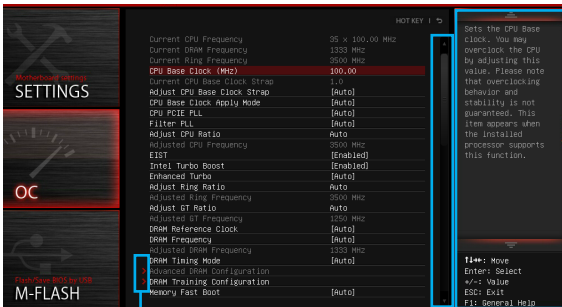 HOT KEY
Motherboard settings
SETTINGS
OC
Flash/Save BIOS by USB
M-FLASH
Current CPU Frequency 35 x 100.00 MHz
Current DRAM Frequency 1333 MHz
Current Ring Frequency 3500 MHz
CPU Base Clock (MHz) 100.00
Current CPU Base Clock Strap 1.0
Adjust CPU Base Clock Strap [Auto]
CPU Base Clock Apply Mode [Auto]
CPU PCIE PLL [Auto]
Filter PLL [Auto]
Adjust CPU Ratio Auto
Adjusted CPU Frequency 3500 MHz
EIST [Enabled]
Intel Turbo Boost [Enabled]
Enhanced Turbo [Auto]
Adjust Ring Ratio Auto
Adjusted Ring Frequency 3500 MHz
Adjust GT Ratio Auto
Adjusted GT Frequency 1250 MHz
DRAM Reference Clock [Auto]
DRAM Frequency [Auto]
Adjusted DRAM Frequency 1333 MHz
DRAM Timing Mode [Auto]
> Advanced DRAM Configuration
> DRAM Training Configuration
Memory Fast Boot [Auto]
Sets the CPU Base
clock. You may
overclock the CPU
by adjusting this
value. Please note
that overclocking
behavior and
stability is not
guaranteed. This
item appears when
the installed
processor supports
this function.
↑↓→←: Move
Enter: Select
+/-: Value
ESC: Exit
F1: General Help